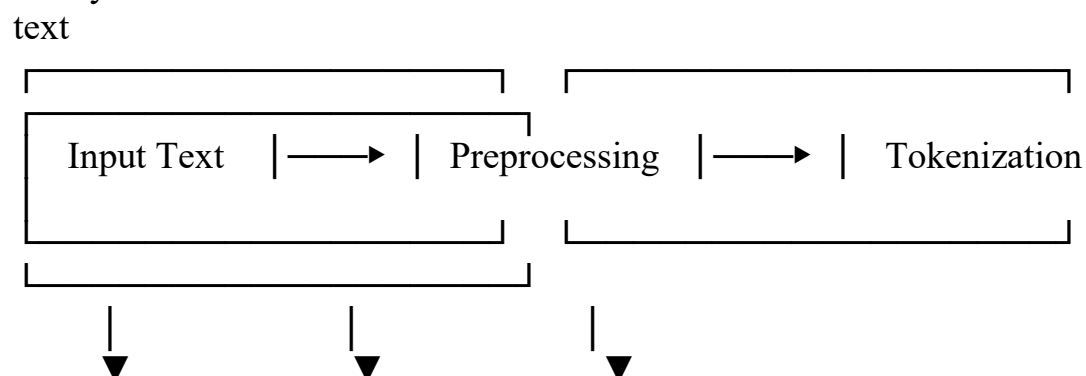 text
Input Text │──▶ │ Preprocessing │──▶ │ Tokenization